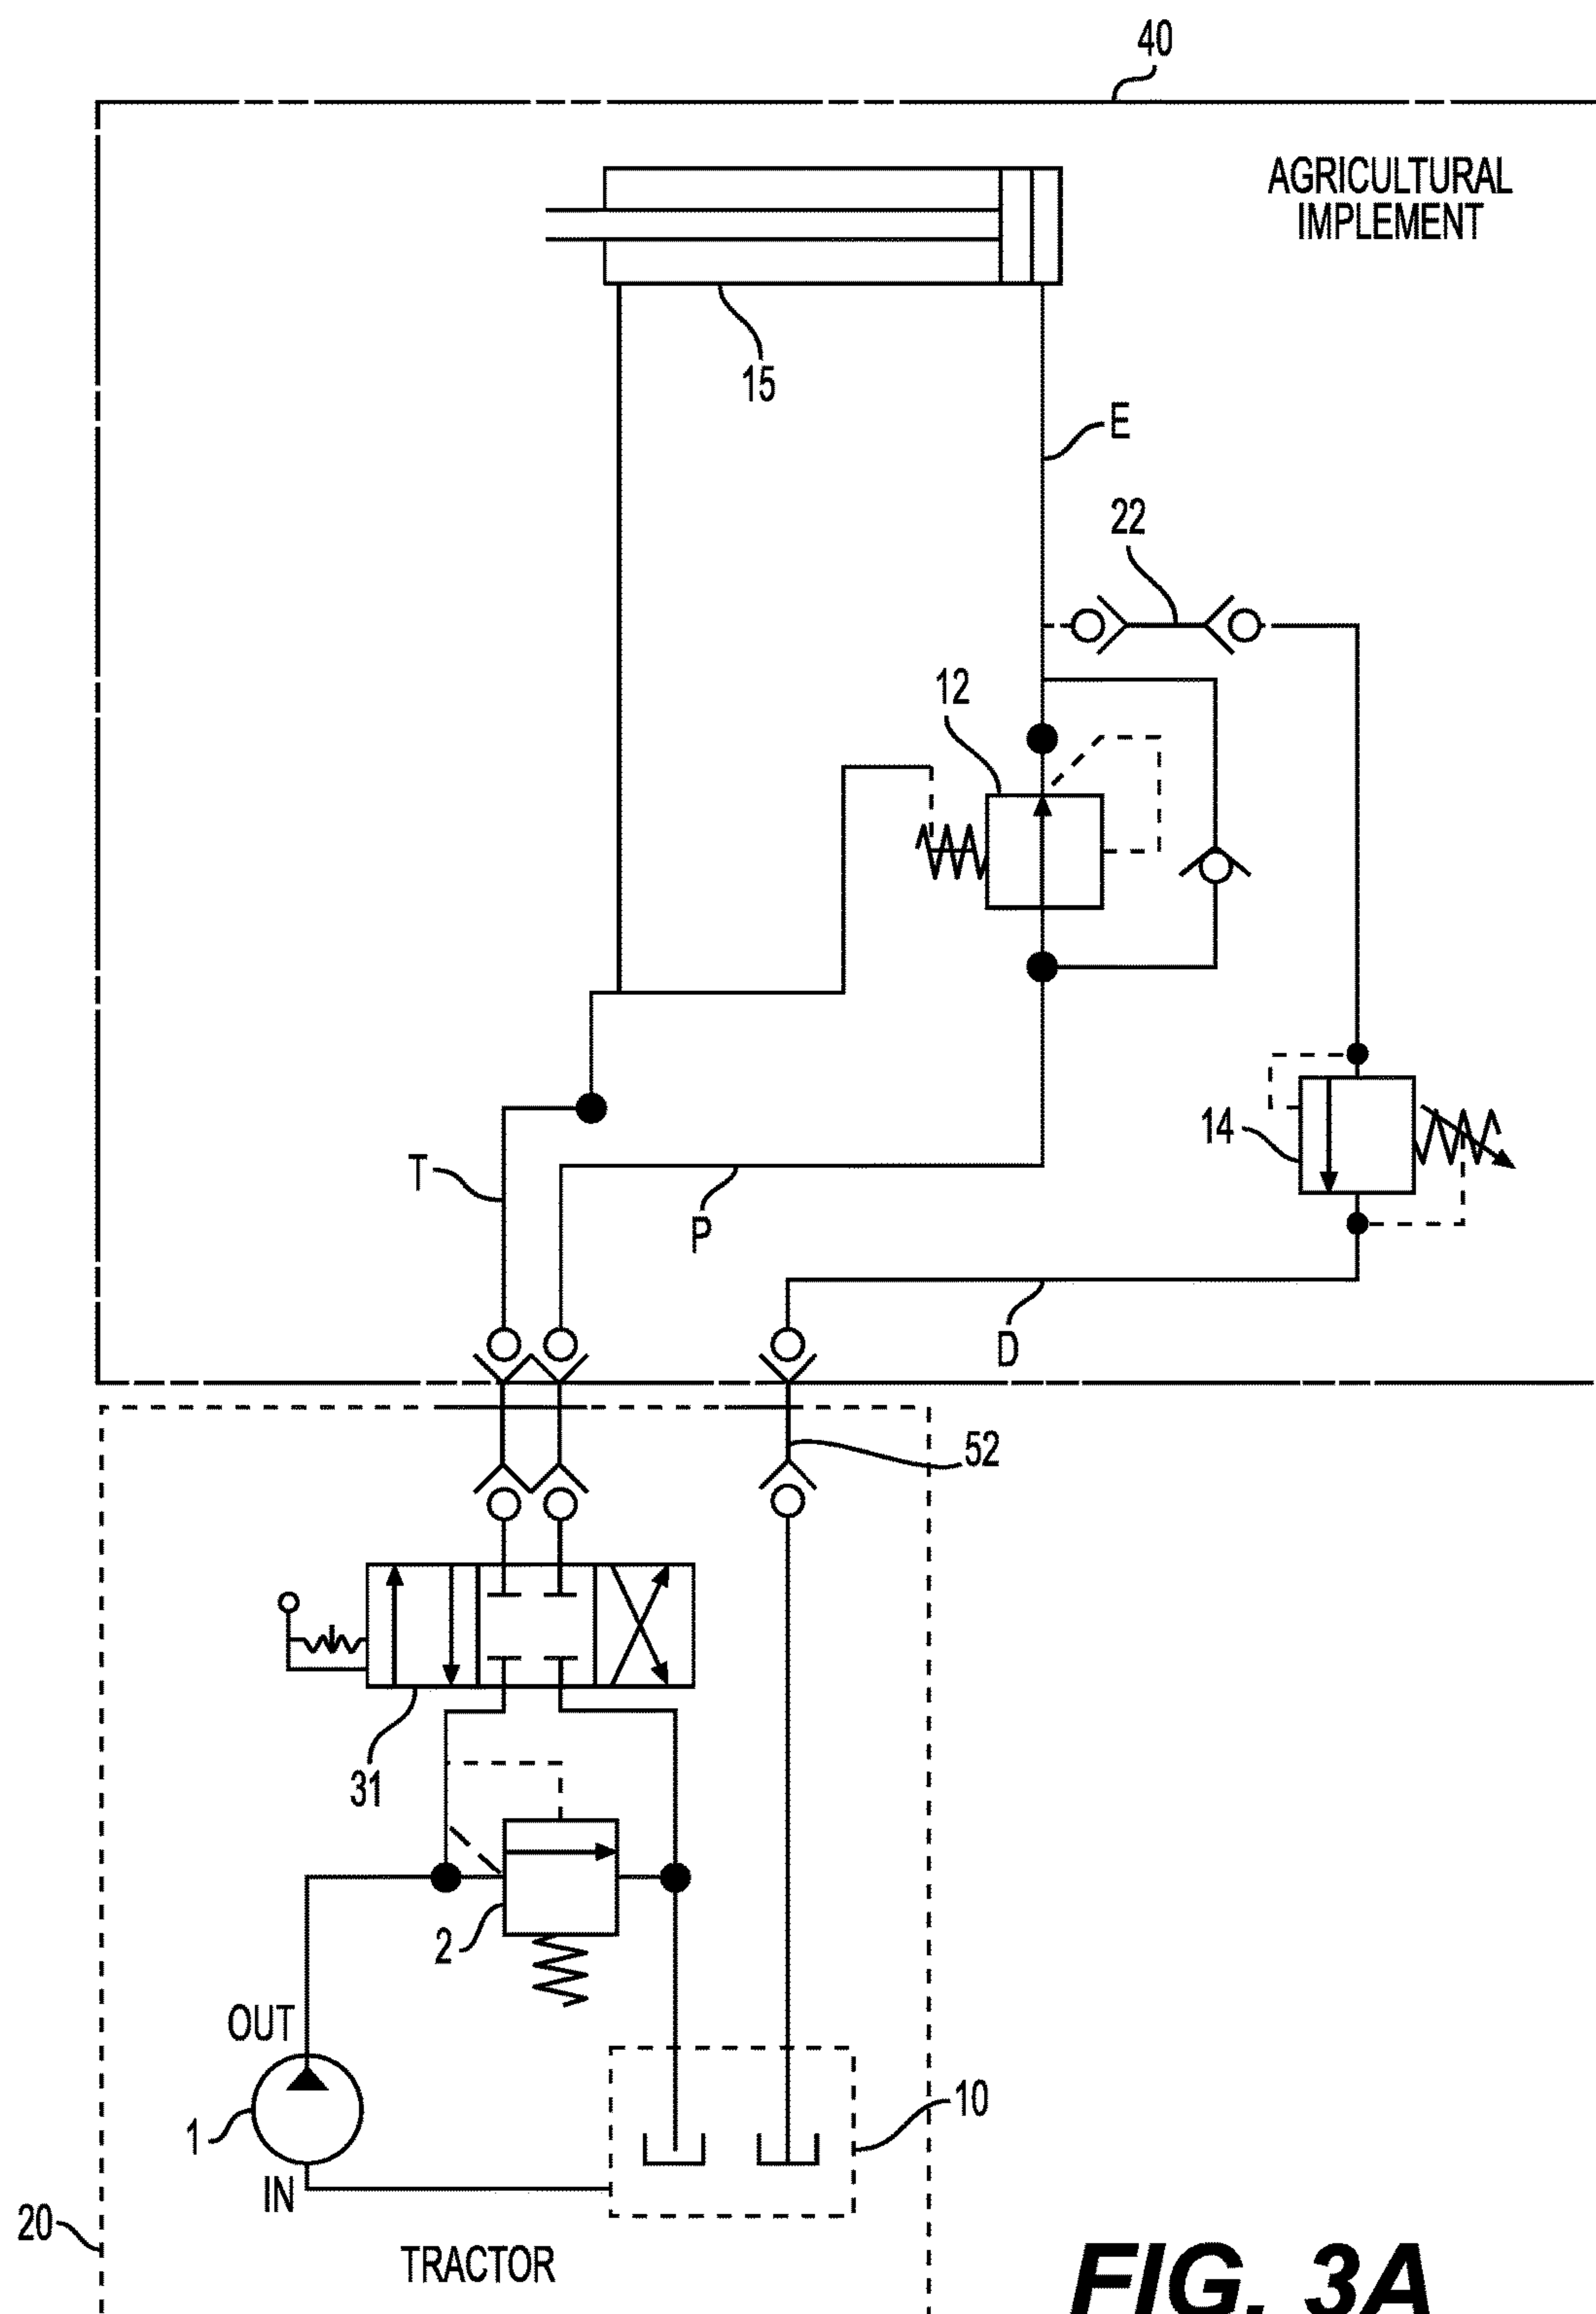 40
AGRICULTURAL
IMPLEMENT
15
E
22
12
14
T
P
D
52
31
2
OUT
1
10
IN
20
TRACTOR
FIG. 3A